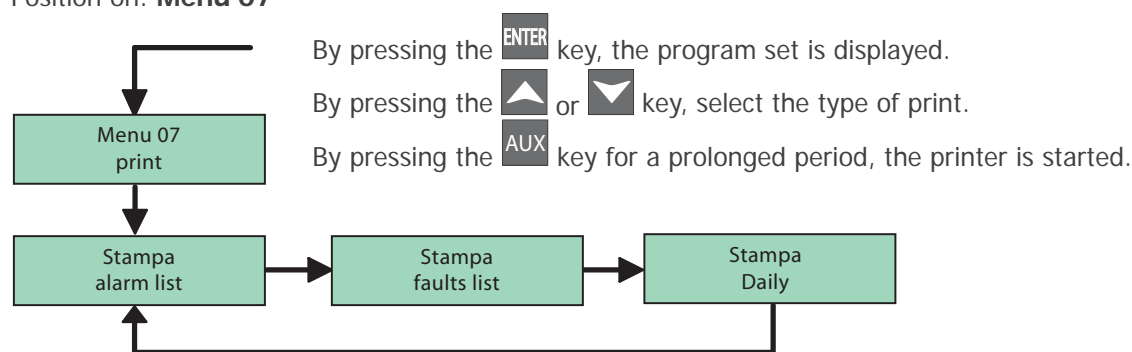 Position on: Menu 07
By pressing the ENTER key, the program set is displayed.
By pressing the or key, select the type of print.
By pressing the AUX key for a prolonged period, the printer is started.
Menu 07
print
Stampa
alarm list
Stampa
faults list
Stampa
Daily